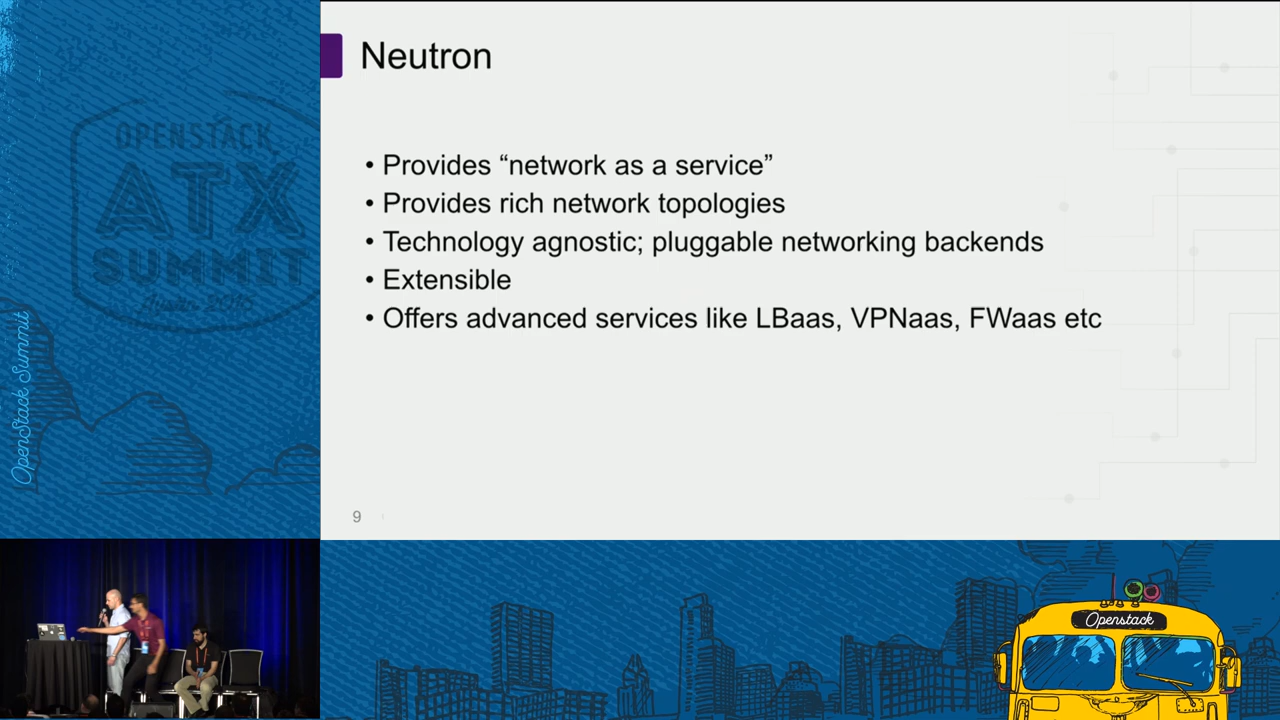 Neutron
• Provides “network as a service”
• Provides rich network topologies
• Technology agnostic; pluggable networking backends
• Extensible
• Offers advanced services like LBaas, VPNaas, FWaas etc
9
OPENSTACK
ATX
SUMMIT
Austin 2016
OpenStack Summit
Openstack